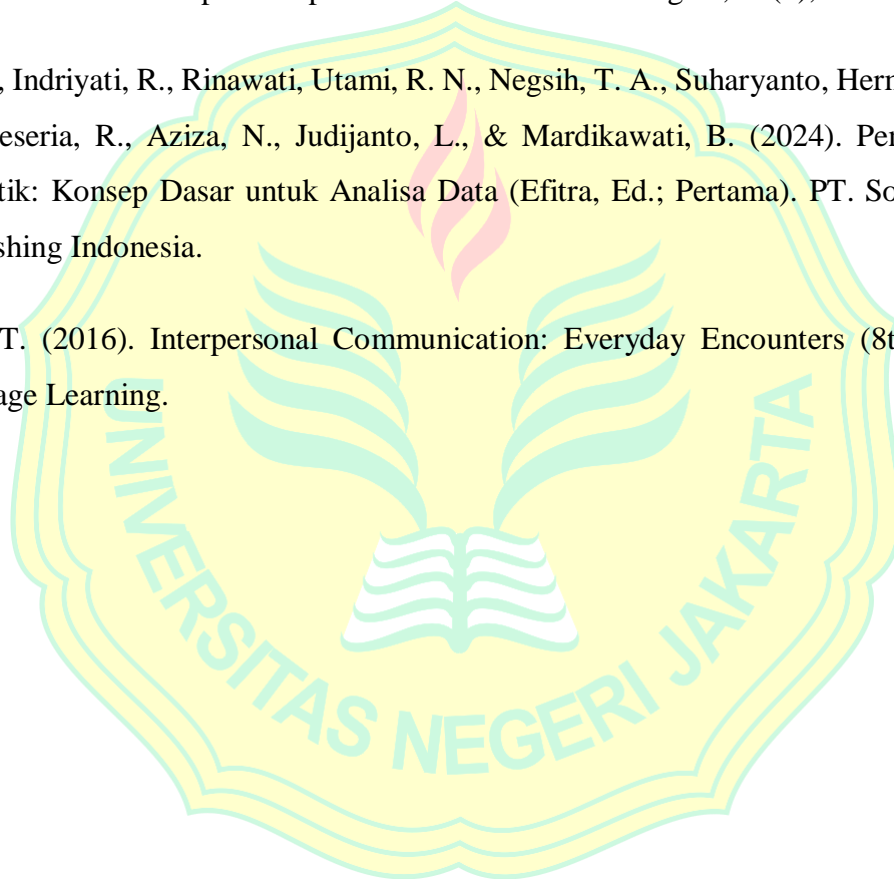 , Indriyati, R., Rinawati, Utami, R. N., Negsih, T. A., Suharyanto, Hern
eseria, R., Aziza, N., Judijanto, L., & Mardikawati, B. (2024). Per
tik: Konsep Dasar untuk Analisa Data (Efitra, Ed.; Pertama). PT. So
shing Indonesia.
T. (2016). Interpersonal Communication: Everyday Encounters (8t
age Learning.
UNIVERSITAS NEGERI JAKARTA